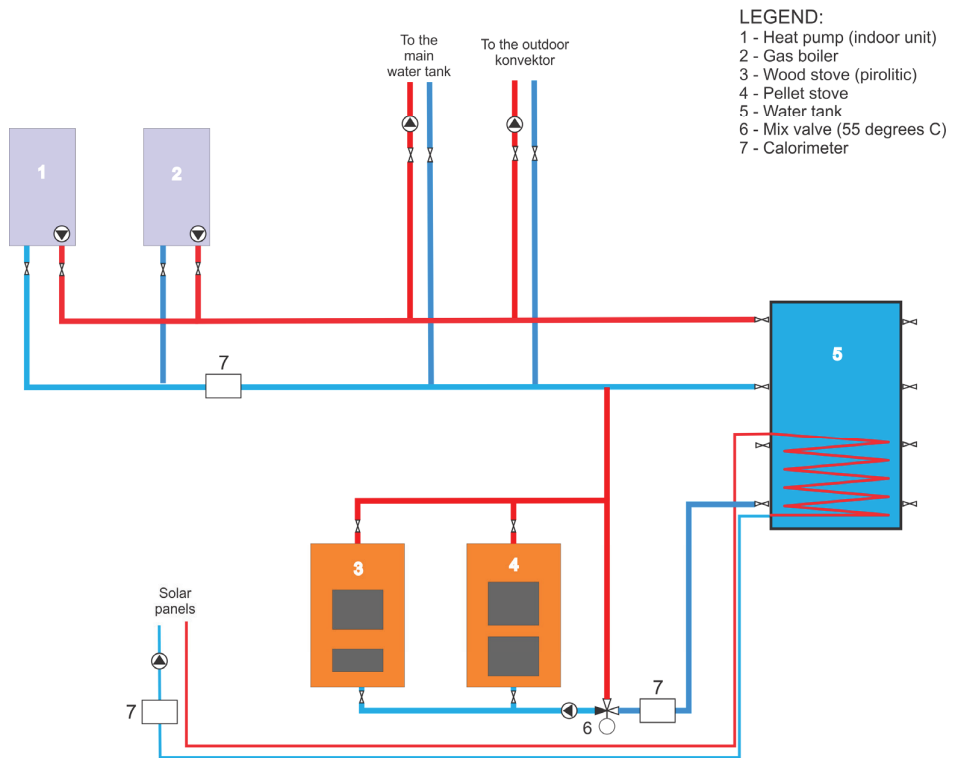 LEGEND:
1 - Heat pump (indoor unit)
2 - Gas boiler
3 - Wood stove (pirolitic)
4 - Pellet stove
5 - Water tank
6 - Mix valve (55 degrees C)
7 - Calorimeter
To the
main
water tank
To the outdoor
konvektor
1
2
7
5
3
4
Solar
panels
7
7
6